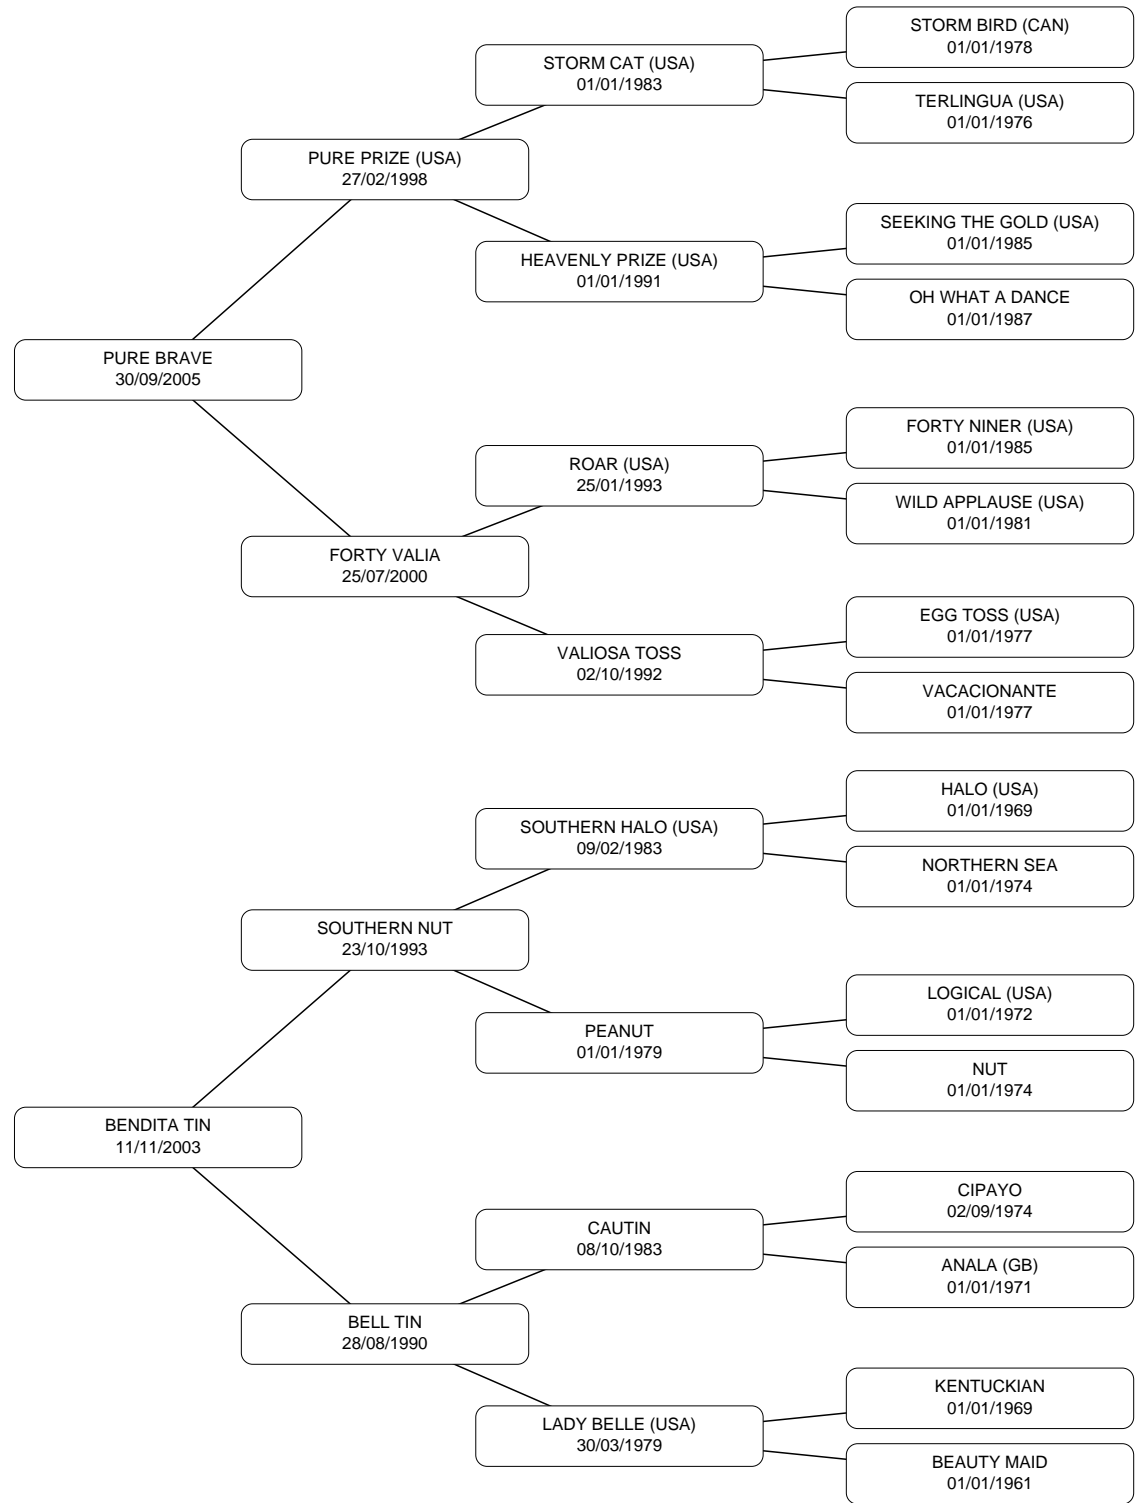 STORM BIRD (CAN)
01/01/1978
STORM CAT (USA)
01/01/1983
TERLINGUA (USA)
01/01/1976
PURE PRIZE (USA)
27/02/1998
SEEKING THE GOLD (USA)
01/01/1985
HEAVENLY PRIZE (USA)
01/01/1991
OH WHAT A DANCE
01/01/1987
PURE BRAVE
30/09/2005
FORTY NINER (USA)
01/01/1985
ROAR (USA)
25/01/1993
WILD APPLAUSE (USA)
01/01/1981
FORTY VALIA
25/07/2000
EGG TOSS (USA)
01/01/1977
VALIOSA TOSS
02/10/1992
VACACIONANTE
01/01/1977
HALO (USA)
01/01/1969
SOUTHERN HALO (USA)
09/02/1983
NORTHERN SEA
01/01/1974
SOUTHERN NUT
23/10/1993
LOGICAL (USA)
01/01/1972
PEANUT
01/01/1979
NUT
01/01/1974
BENDITA TIN
11/11/2003
CIPAYO
02/09/1974
CAUTIN
08/10/1983
ANALA (GB)
01/01/1971
BELL TIN
28/08/1990
KENTUCKIAN
01/01/1969
LADY BELLE (USA)
30/03/1979
BEAUTY MAID
01/01/1961